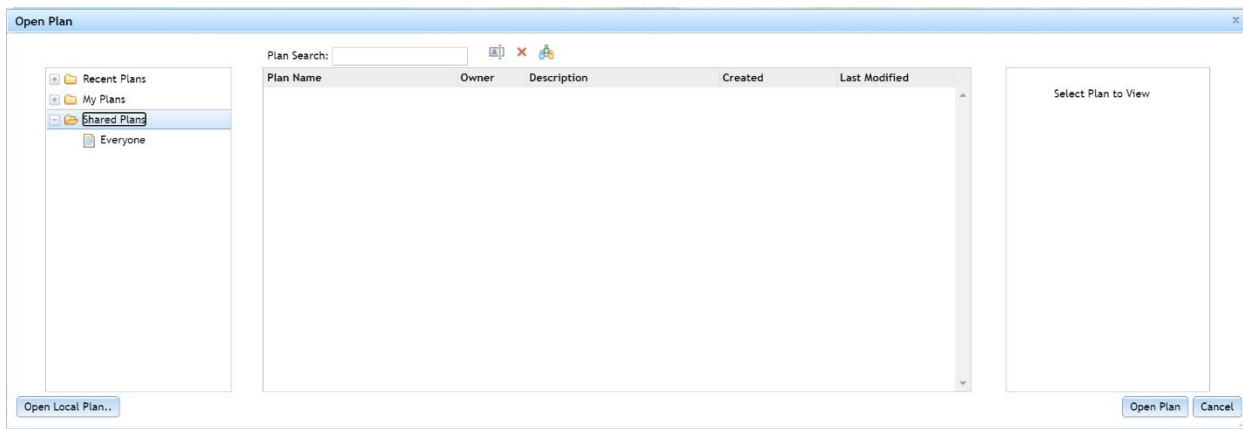 Open Plan
Plan Search:
Recent Plans
My Plans
Shared Plans
Everyone
Plan Name Owner Description Created Last Modified
Select Plan to View
Open Local Plan..
Open Plan Cancel